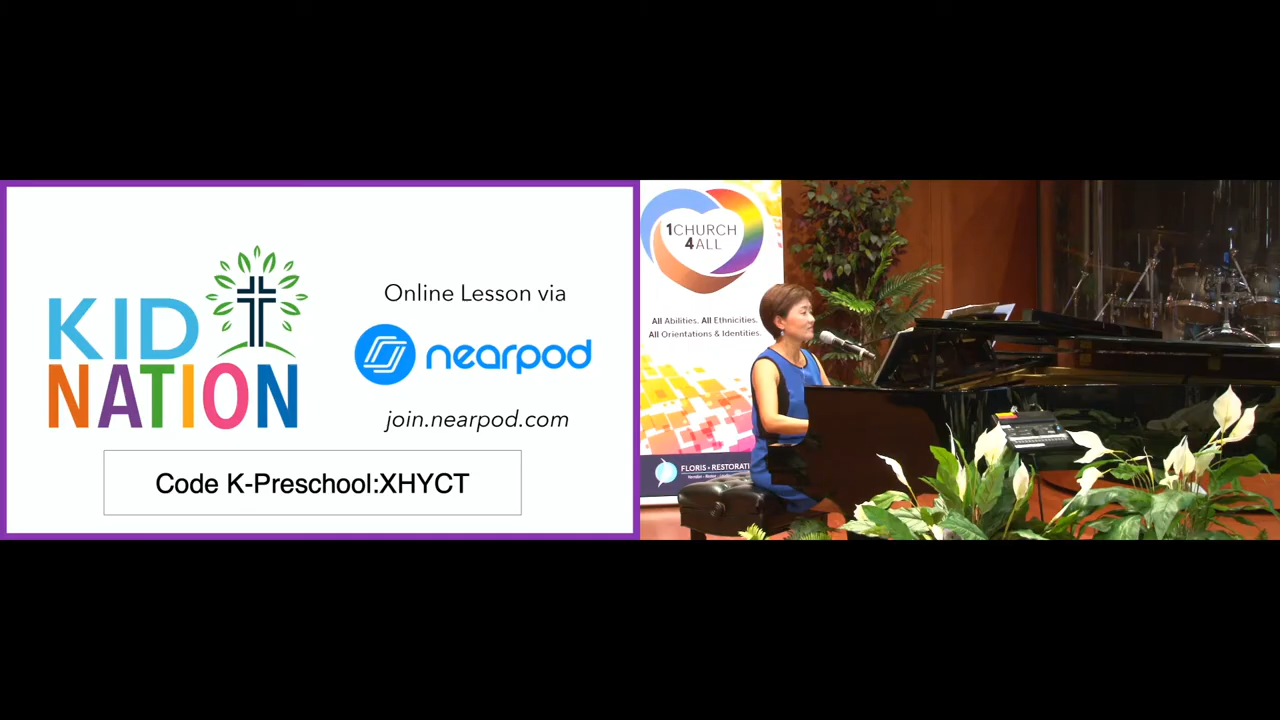 KID
NATION
Online Lesson via
nearpod
join.nearpod.com
Code K-Preschool:XHYCT
1CHURCH
4ALL
All Abilities. All Ethnicities.
All Orientations & Identities.
FLORIS • RESTORATI